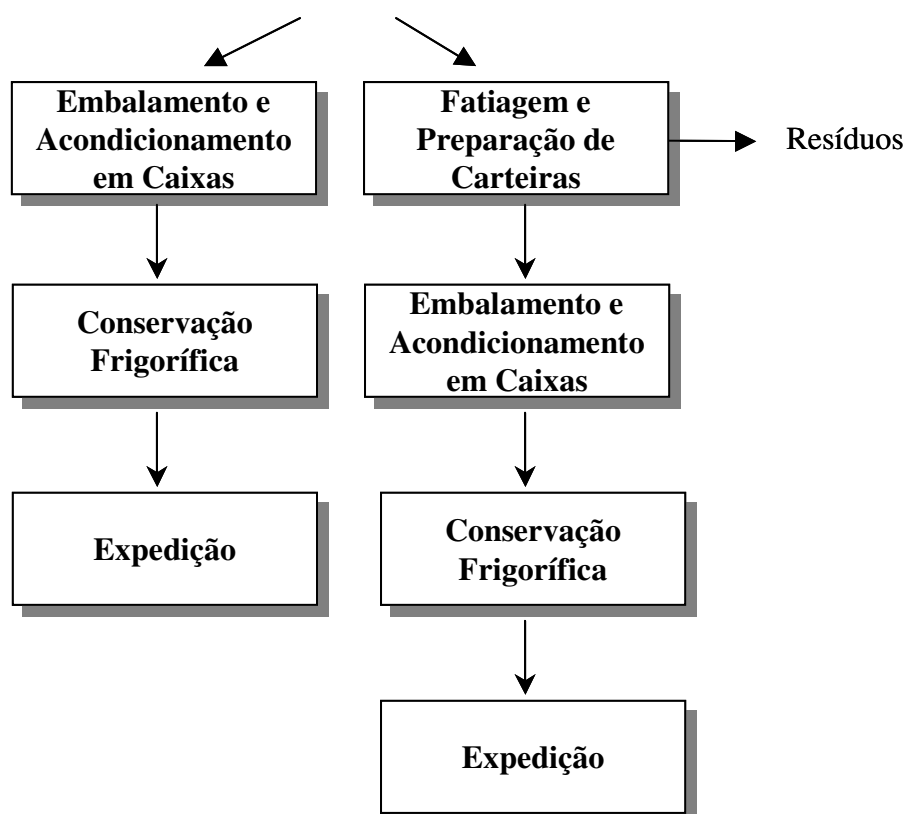 Embalamento e
Acondicionamento
em Caixas
Fatiagem e
Preparação de
Carteiras
Resíduos
Conservação
Frigorífica
Embalamento e
Acondicionamento
em Caixas
Expedição
Conservação
Frigorífica
Expedição